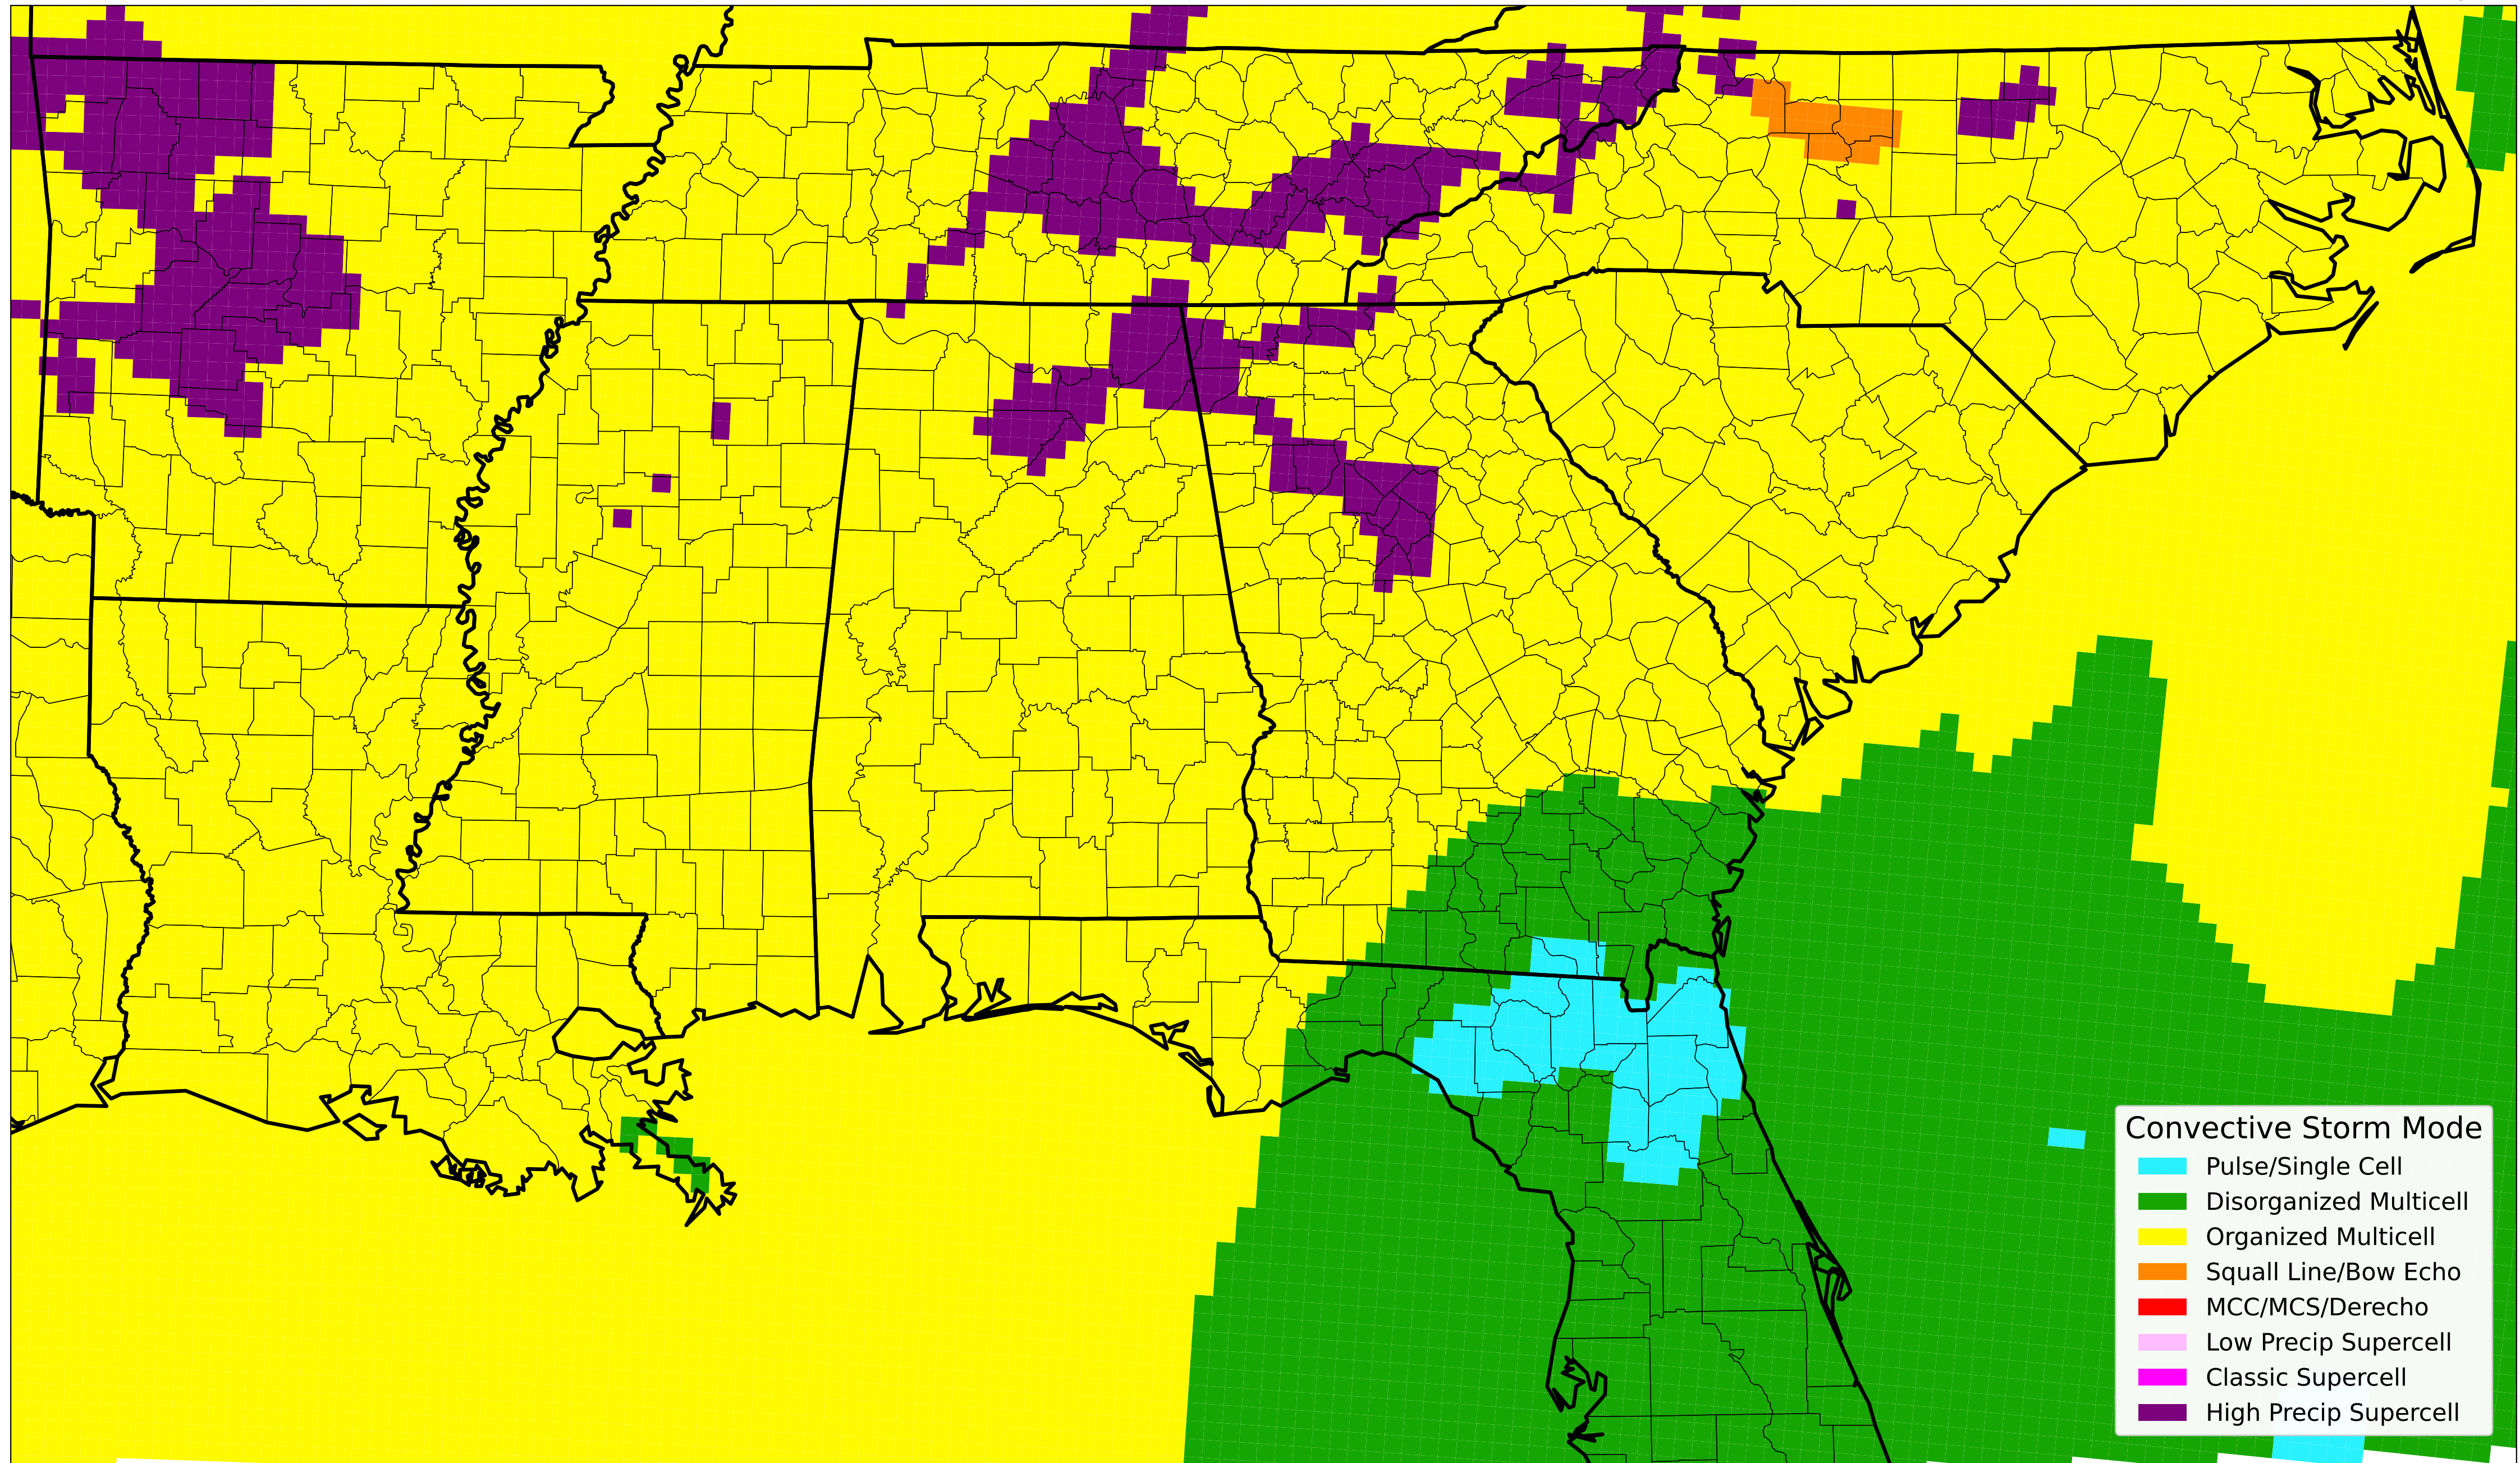 Convective Storm Mode
Pulse/Single Cell
Disorganized Multicell
Organized Multicell
Squall Line/Bow Echo
MCC/MCS/Derecho
Low Precip Supercell
Classic Supercell
High Precip Supercell